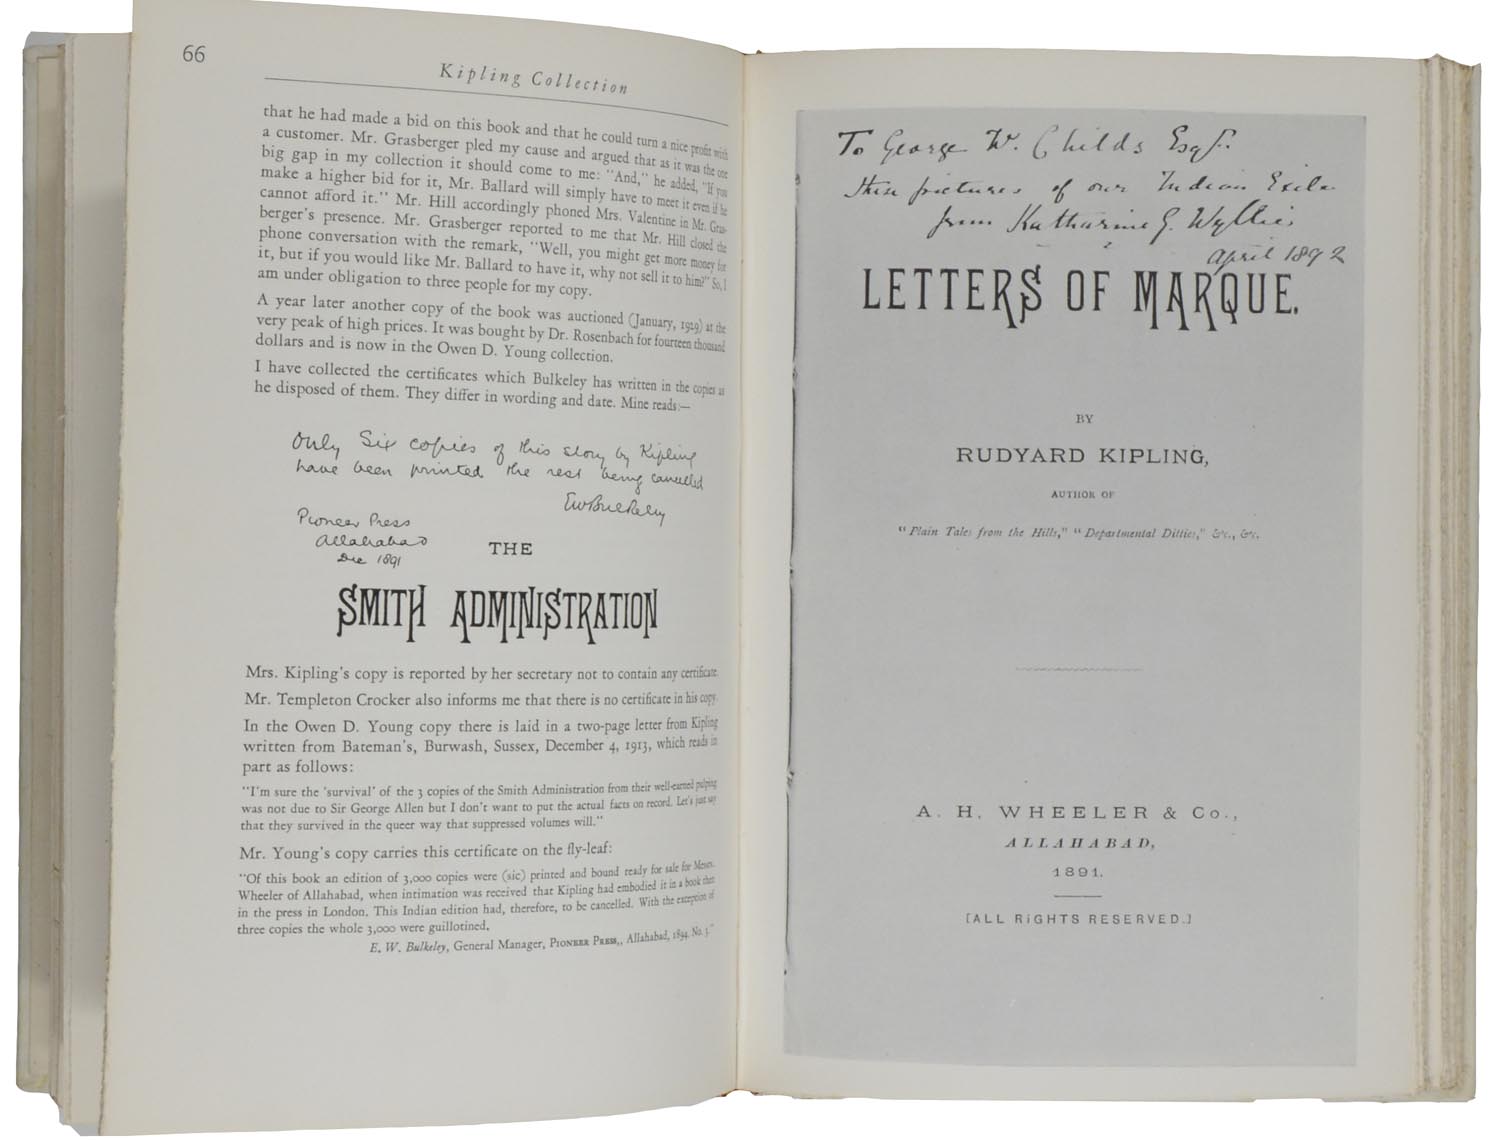 66
Kipling Collection
that he had made a bid on this book and that he could turn a nice profit with
a customer. Mr. Grasberger pled my cause and argued that as it was the one
big gap in my collection it should come to me: "And," he added, "If you
make a higher bid for it, Mr. Ballard will simply have to meet it even if he
cannot afford it." Mr. Hill accordingly phoned Mrs. Valentine in Mr. Gras-
berger's presence. Mr. Grasberger reported to me that Mr. Hill closed the
phone conversation with the remark, "Well, you might get more money for
it, but if you would like Mr. Ballard to have it, why not sell it to him?" So, I
am under obligation to three people for my copy.
A year later another copy of the book was auctioned (January, 1929) at the
very peak of high prices. It was bought by Dr. Rosenbach for fourteen thousand
dollars and is now in the Owen D. Young collection.
I have collected the certificates which Bulkeley has written in the copies as
he disposed of them. They differ in wording and date. Mine reads:—
Only Six copies of this story by Kipling
have been printed the rest being cancelled
EWBulkeley
Pioneer Press
Allahabad
Dec 1891
THE
SMITH ADMINISTRATION
Mrs. Kipling's copy is reported by her secretary not to contain any certificate.
Mr. Templeton Crocker also informs me that there is no certificate in his copy.
In the Owen D. Young copy there is laid in a two-page letter from Kipling
written from Bateman's, Burwash, Sussex, December 4, 1913, which reads in
part as follows:
"I'm sure the 'survival' of the 3 copies of the Smith Administration from their well-earned pulping
was not due to Sir George Allen but I don't want to put the actual facts on record. Let's just say
that they survived in the queer way that suppressed volumes will."
Mr. Young's copy carries this certificate on the fly-leaf:
"Of this book an edition of 3,000 copies were (sic) printed and bound ready for sale for Messrs.
Wheeler of Allahabad, when intimation was received that Kipling had embodied it in a book then
in the press in London. This Indian edition had, therefore, to be cancelled. With the exception of
three copies the whole 3,000 were guillotined.
E. W. Bulkeley, General Manager, PIONEER PRESS,, Allahabad, 1894. No. 3."
To George W. Childs Esqr.
pictures of our Indian Exile
from Katharine G. Wyllie
April 1892
LETTERS OF MARQUE.
BY
RUDYARD KIPLING,
AUTHOR OF
"Plain Tales from the Hills," "Departmental Ditties," &c., &c.
A. H. WHEELER & Co.,
ALLAHABAD,
1891.
[ALL RIGHTS RESERVED.]